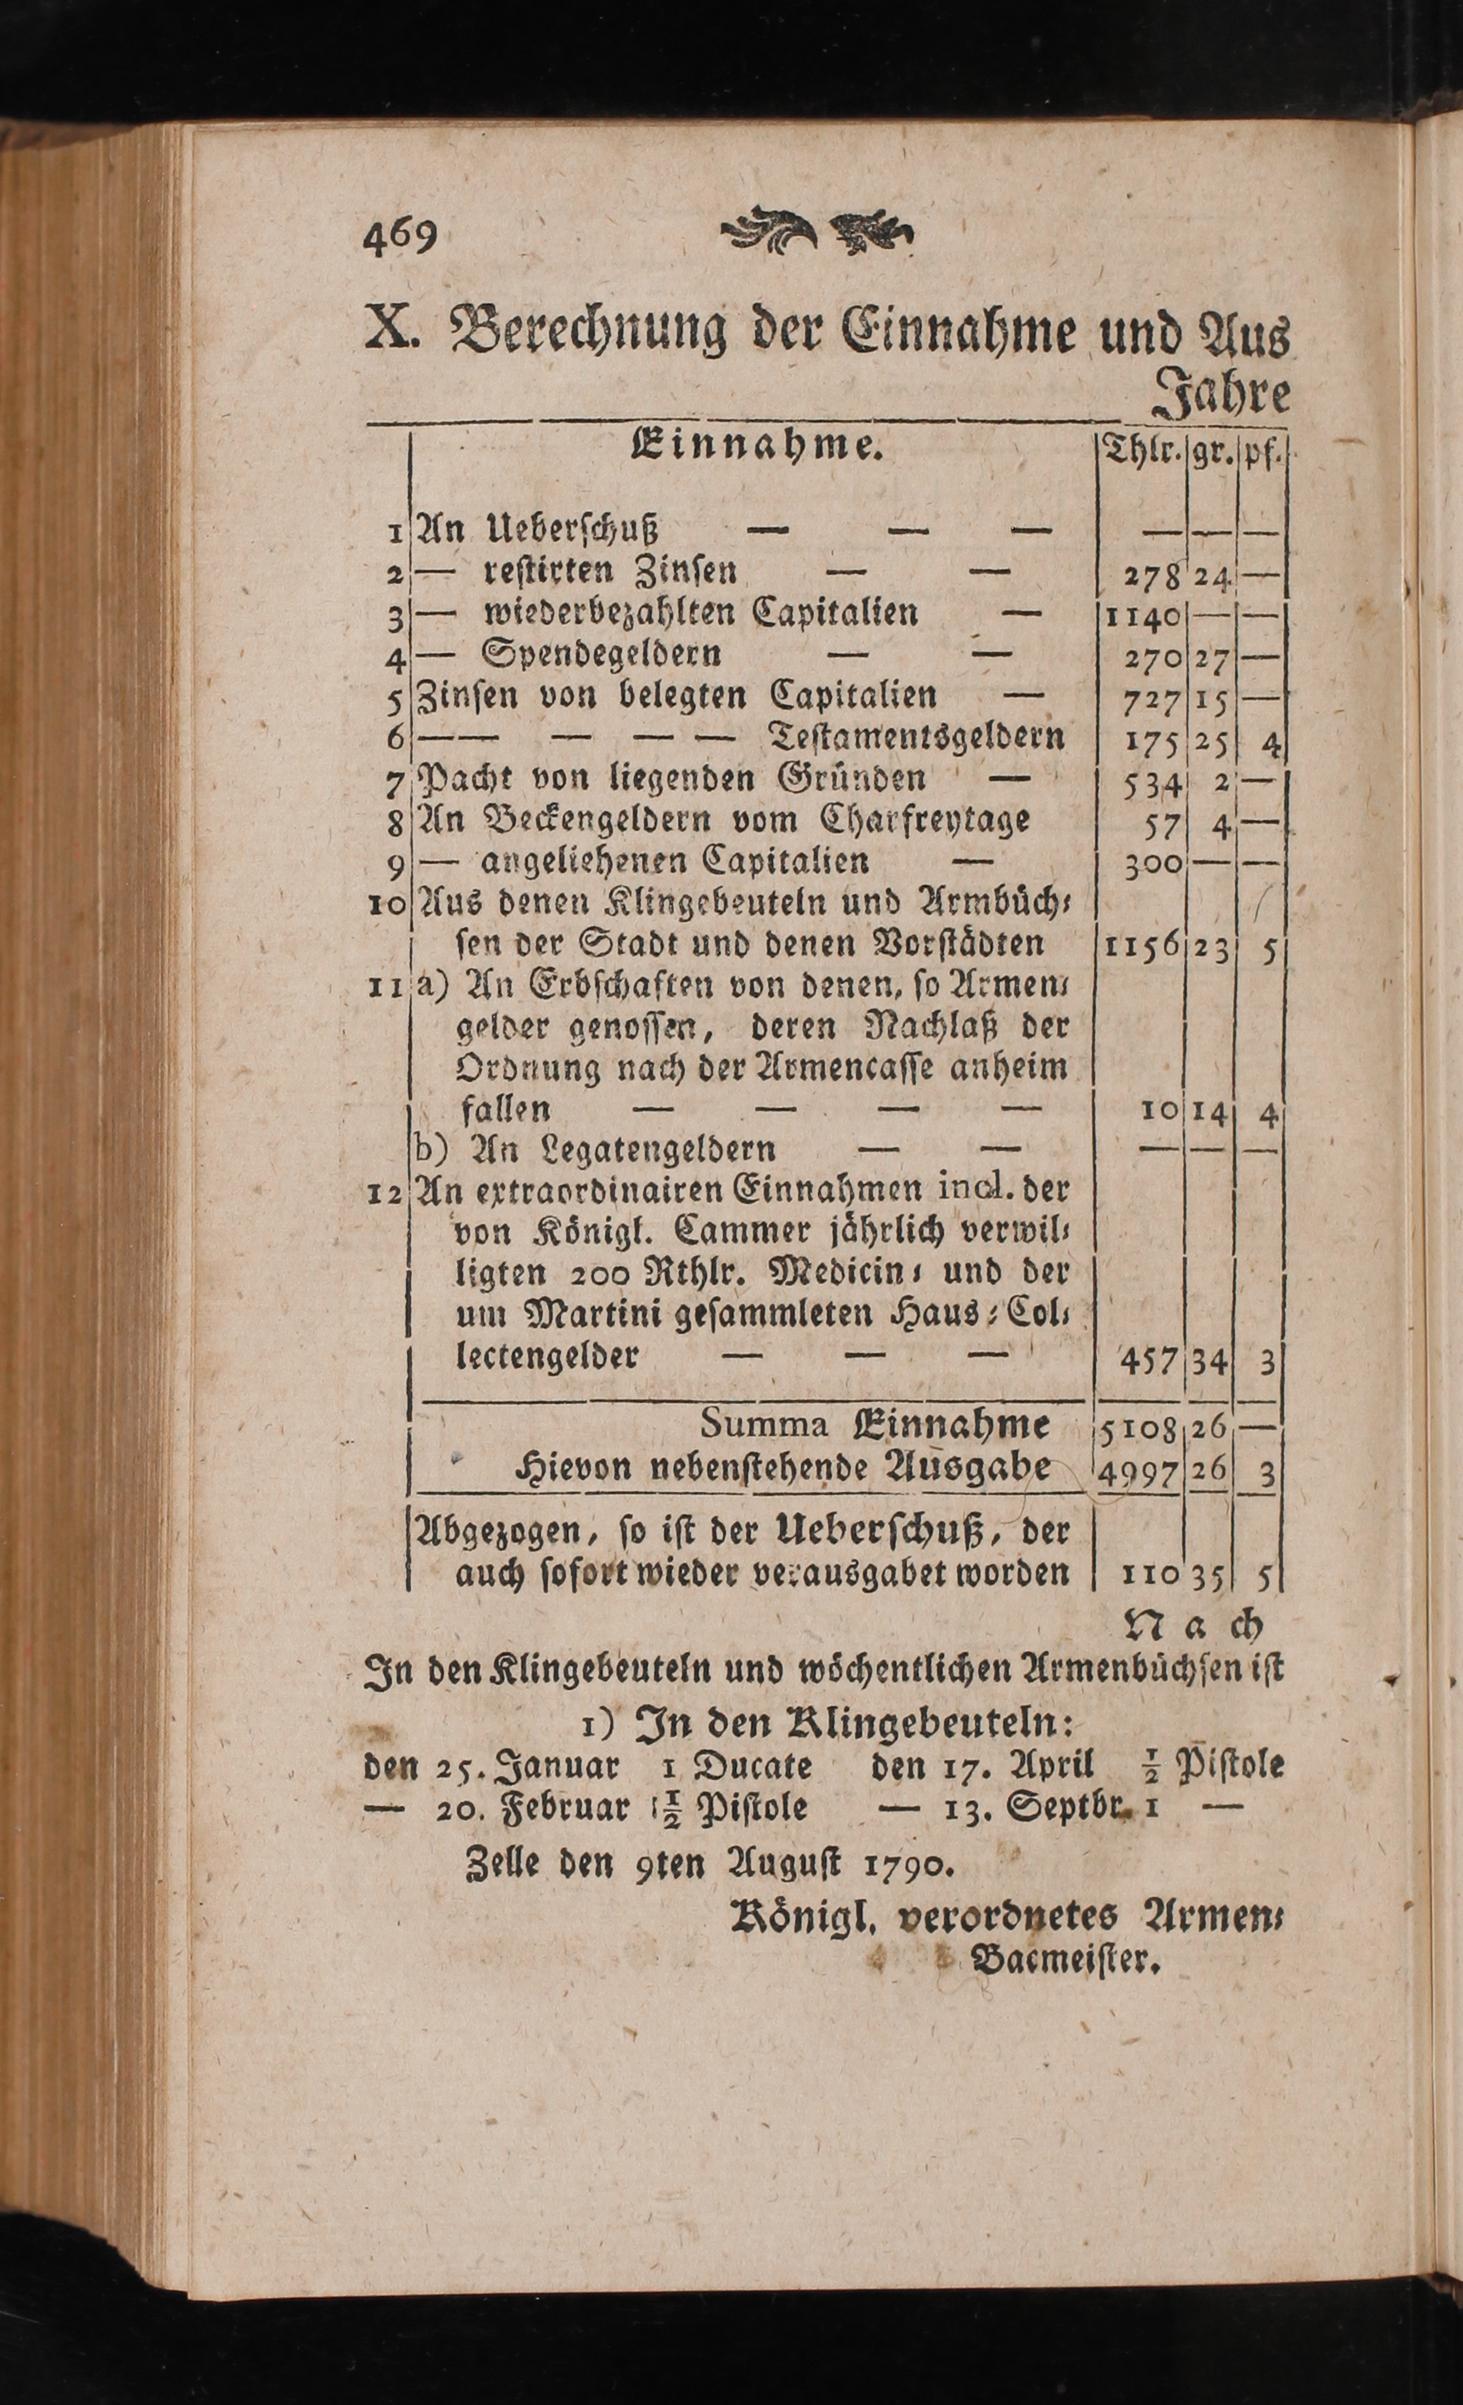 469
X. Berechnung der Einnahme und Aus
Jahre
Einnahme. Thlr. gr. pf.
1 An Ueberſchuß — — — — — —
2 — reſtirten Zinſen — — 278 24 —
3 — wiederbezahlten Capitalien — 1140 — —
4 — Spendegeldern — — 270 27 —
5 Zinſen von belegten Capitalien — 727 15 —
6 —— — — — Teſtamentsgeldern 175 25 4
7 Pacht von liegenden Gründen — 534 2 —
8 An Beckengeldern vom Charfreytage 57 4 —
9 — angeliehenen Capitalien — 300 — —
10 Aus denen Klingebeuteln und Armbüch⸗
ſen der Stadt und denen Vorſtädten 1156 23 5
11 a) An Erbſchaften von denen, ſo Armen⸗
gelder genoſſen, deren Nachlaß der
Ordnung nach der Armencaſſe anheim
fallen — — — — 10 14 4
b) An Legatengeldern — — — — —
12 An extraordinairen Einnahmen incl. der
von Königl. Cammer jährlich verwil⸗
ligten 200 Rthlr. Medicin⸗ und der
um Martini geſammleten Haus⸗Col⸗
lectengelder — — — 457 34 3
Summa Einnahme 5108 26 —
Hievon nebenſtehende Ausgabe 4997 26 3
Abgezogen, ſo iſt der Ueberſchuß, der
auch ſofort wieder verausgabet worden 110 35 5
Nach
In den Klingebeuteln und wöchentlichen Armenbüchſen iſt
1) In den Klingebeuteln:
den 25. Januar 1 Ducate den 17. April ½ Piſtole
— 20. Februar ½ Piſtole — 13. Septbr. 1 —
Zelle den 9ten Auguſt 1790.
Königl. verordnetes Armen⸗
Bacmeiſter.